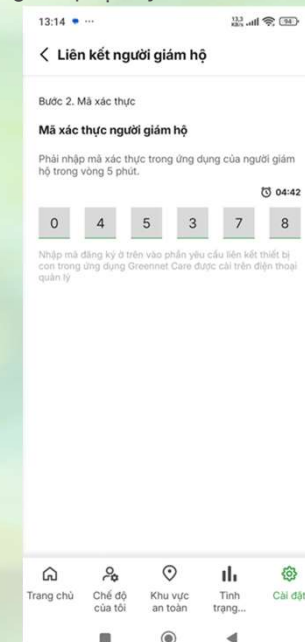 13:14
13,3
KB/s
94
Liên kết người giám hộ
Bước 2. Mã xác thực
Mã xác thực người giám hộ
Phải nhập mã xác thực trong ứng dụng của người giám
hộ trong vòng 5 phút.
04:42
0 4 5 3 7 8
Nhập mã đăng ký ở trên vào phần yêu cầu liên kết thiết bị
con trong ứng dụng Greennet Care được cài trên điện thoại
quản lý
Trang chủ
Chế độ
của tôi
Khu vực
an toàn
Tình
trạng...
Cài đặt